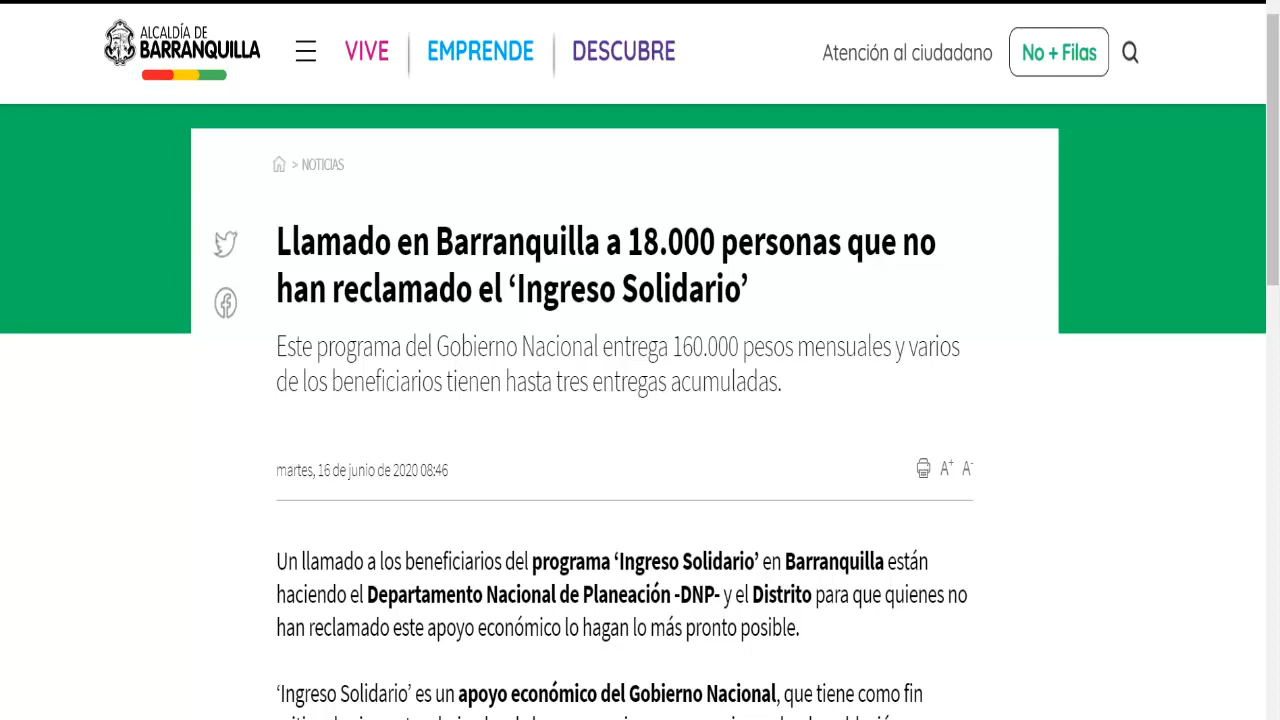 ALCALDÍA DE
BARRANQUILLA
VIVE
EMPRENDE
DESCUBRE
Atención al ciudadano
No + Filas
> NOTICIAS
Llamado en Barranquilla a 18.000 personas que no
han reclamado el ‘Ingreso Solidario’
Este programa del Gobierno Nacional entrega 160.000 pesos mensuales y varios
de los beneficiarios tienen hasta tres entregas acumuladas.
martes, 16 de junio de 2020 08:46
A+ A-
Un llamado a los beneficiarios del programa ‘Ingreso Solidario’ en Barranquilla están
haciendo el Departamento Nacional de Planeación -DNP- y el Distrito para que quienes no
han reclamado este apoyo económico lo hagan lo más pronto posible.
‘Ingreso Solidario’ es un apoyo económico del Gobierno Nacional, que tiene como fin